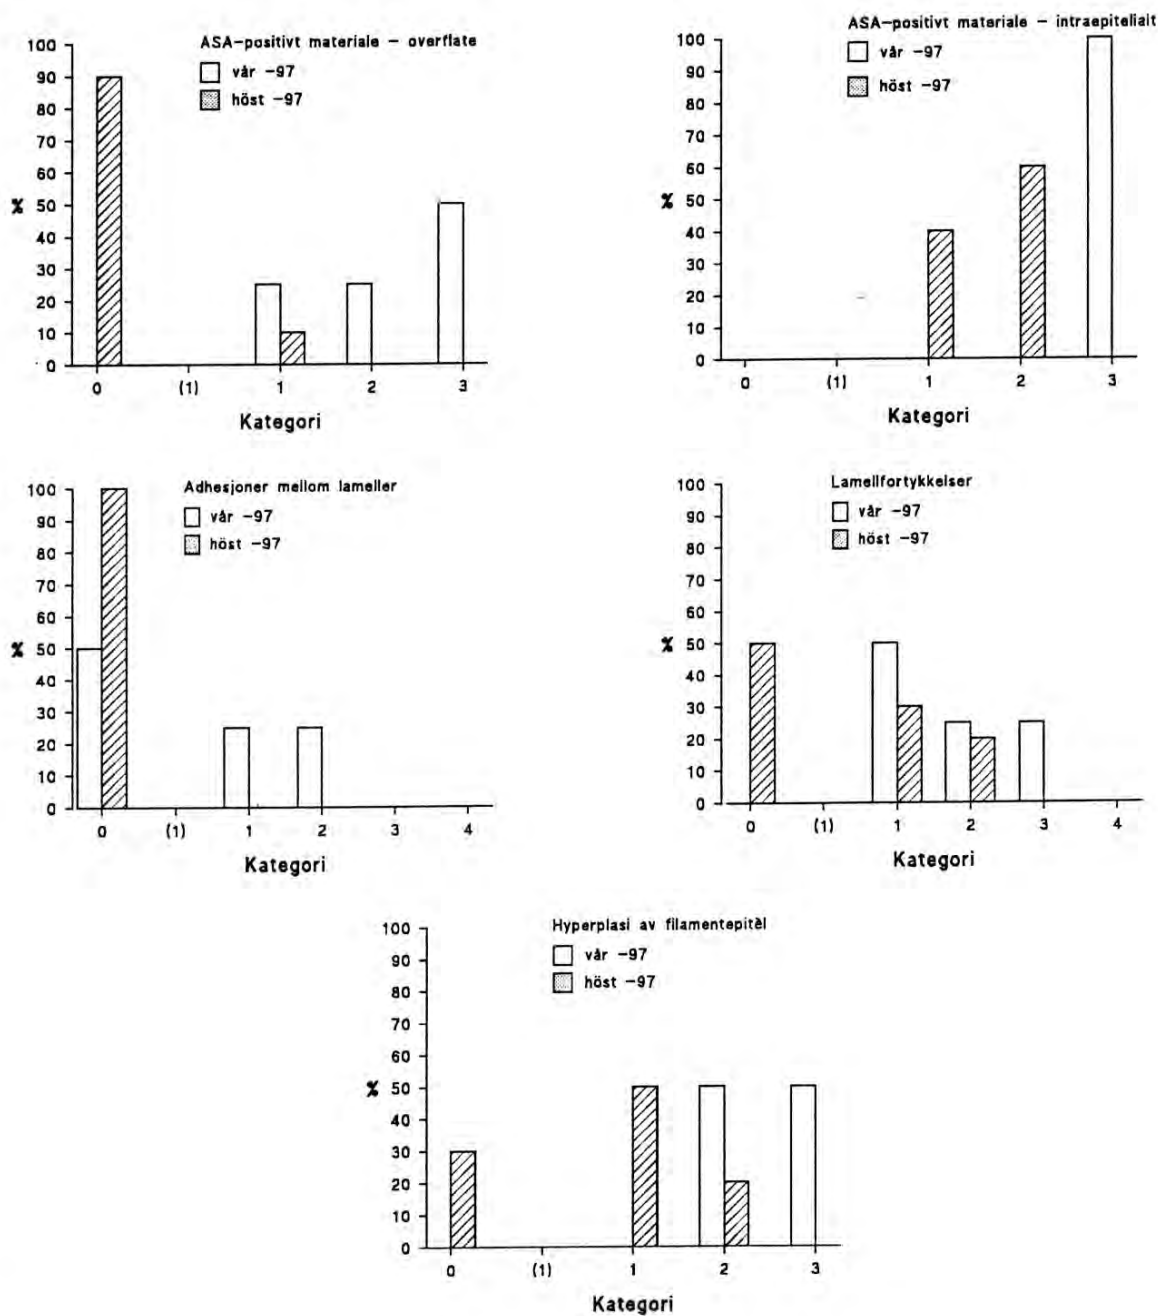 ASA-positivt materiale - overflate
vår -97
höst -97
100
90
80
70
60
50
40
30
20
10
0
%
0 (1) 1 2 3
Kategori
ASA-positivt materiale - intraepitelialt
vår -97
höst -97
100
90
80
70
60
50
40
30
20
10
0
%
0 (1) 1 2 3
Kategori
Adhesjoner mellom lameller
vår -97
höst -97
100
90
80
70
60
50
40
30
20
10
0
%
0 (1) 1 2 3 4
Kategori
Lamellfortykkelser
vår -97
höst -97
100
90
80
70
60
50
40
30
20
10
0
%
0 (1) 1 2 3 4
Kategori
Hyperplasi av filamentepitèl
vår -97
höst -97
100
90
80
70
60
50
40
30
20
10
0
%
0 (1) 1 2 3
Kategori